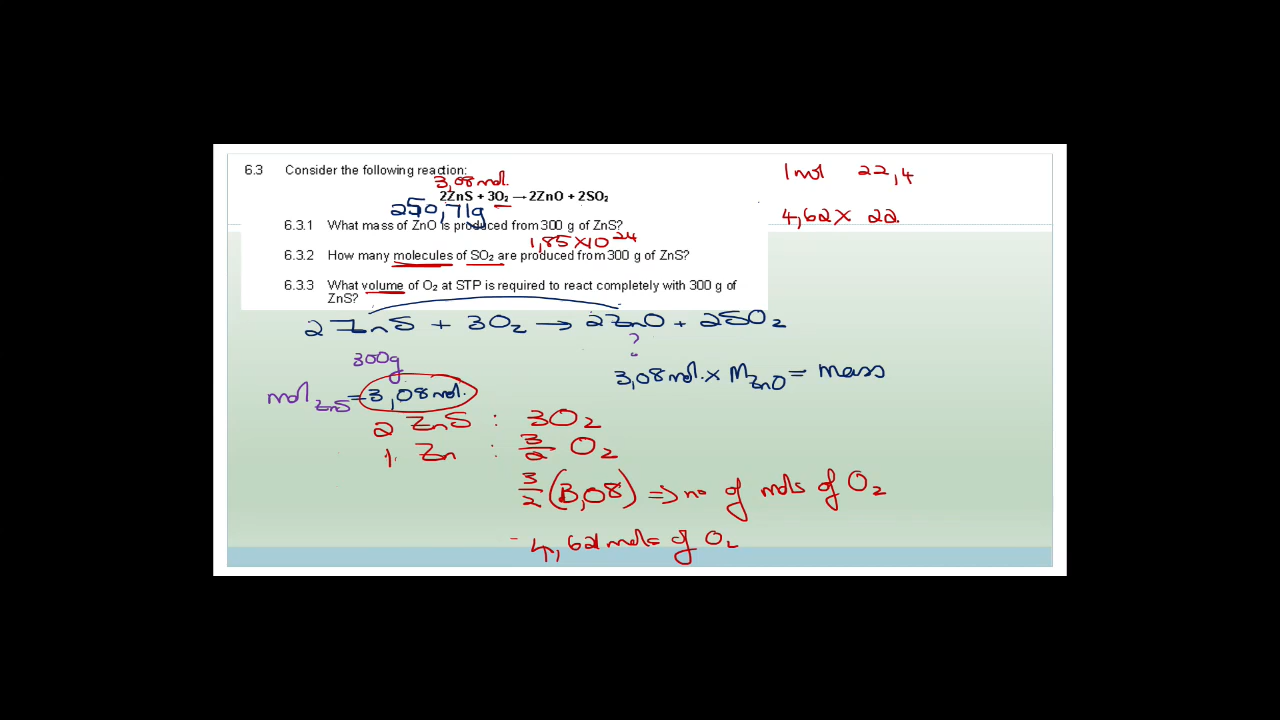 6.3 Consider the following reaction:
3,08 mol.
2ZnS + 3O₂ → 2ZnO + 2SO₂
250,71g
6.3.1 What mass of ZnO is produced from 300 g of ZnS?
1,85 × 10²⁴
6.3.2 How many molecules of SO₂ are produced from 300 g of ZnS?
6.3.3 What volume of O₂ at STP is required to react completely with 300 g of
ZnS?
1 mol 22,4
4,62 × 22.
2 ZnS + 3O₂ → 2ZnO + 2SO₂
300g ?
mol ZnS = 3,08 mol.
3,08 mol. × M ZnO = mass
2 ZnS : 3O₂
1. Zn : 3/2 O₂
3/2 (3,08) ⇒ no of mols of O₂
= 4,62 mols of O₂